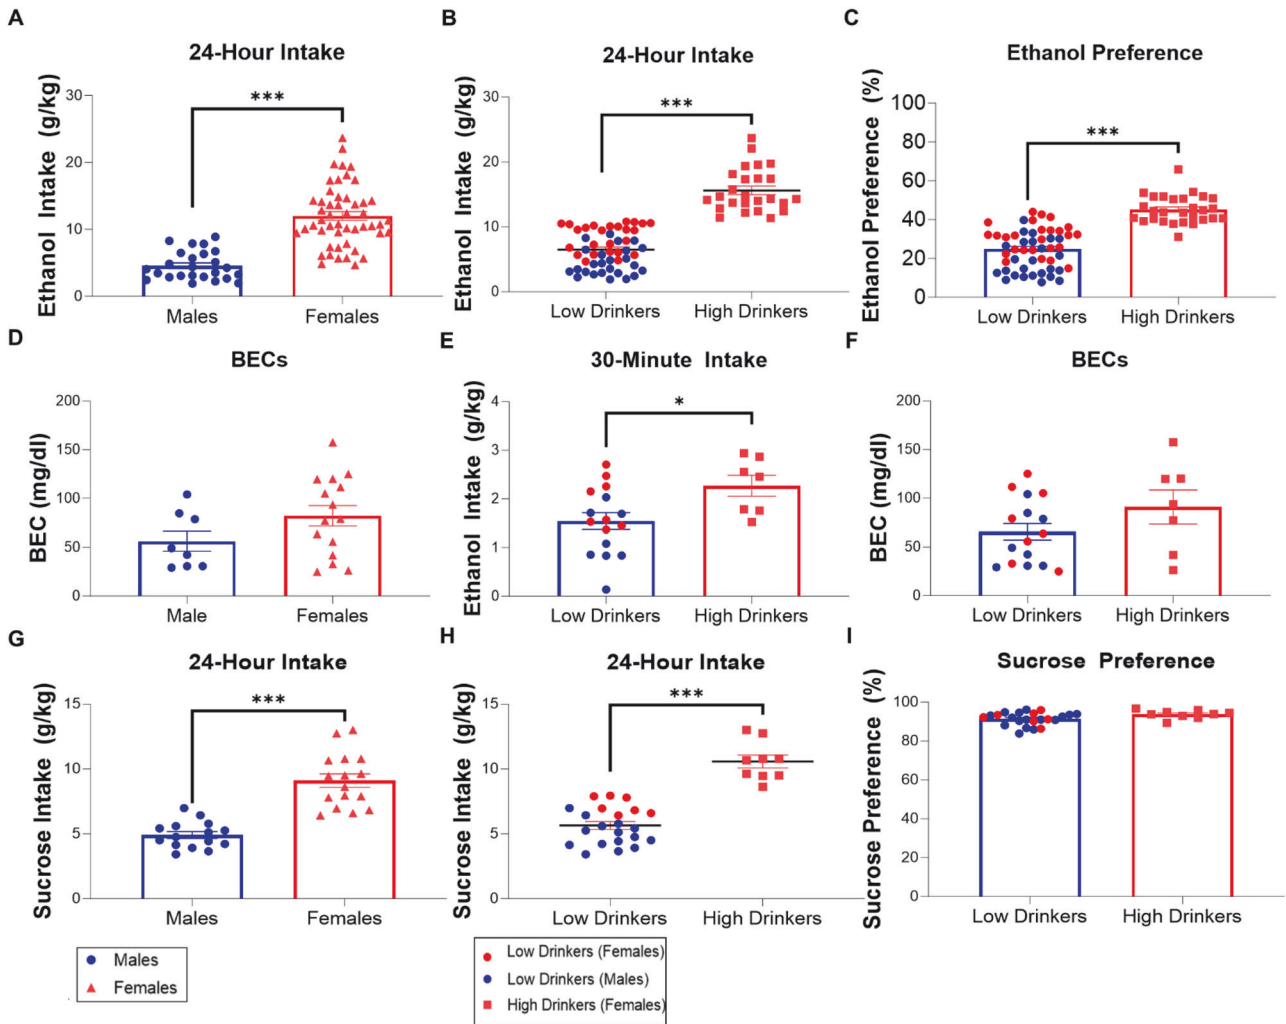 A
24-Hour Intake
Ethanol Intake (g/kg)
30
20
10
0
***
Males
Females
B
24-Hour Intake
Ethanol Intake (g/kg)
30
20
10
0
***
Low Drinkers
High Drinkers
C
Ethanol Preference
Ethanol Preference (%)
100
80
60
40
20
0
***
Low Drinkers
High Drinkers
D
BECs
BEC (mg/dl)
200
150
100
50
0
Male
Females
E
30-Minute Intake
Ethanol Intake (g/kg)
4
3
2
1
0
*
Low Drinkers
High Drinkers
F
BECs
BEC (mg/dl)
200
150
100
50
0
Low Drinkers
High Drinkers
G
24-Hour Intake
Sucrose Intake (g/kg)
15
10
5
0
***
Males
Females
H
24-Hour Intake
Sucrose Intake (g/kg)
15
10
5
0
***
Low Drinkers
High Drinkers
I
Sucrose Preference
Sucrose Preference (%)
100
80
60
40
20
0
Low Drinkers
High Drinkers
Males
Females
Low Drinkers (Females)
Low Drinkers (Males)
High Drinkers (Females)